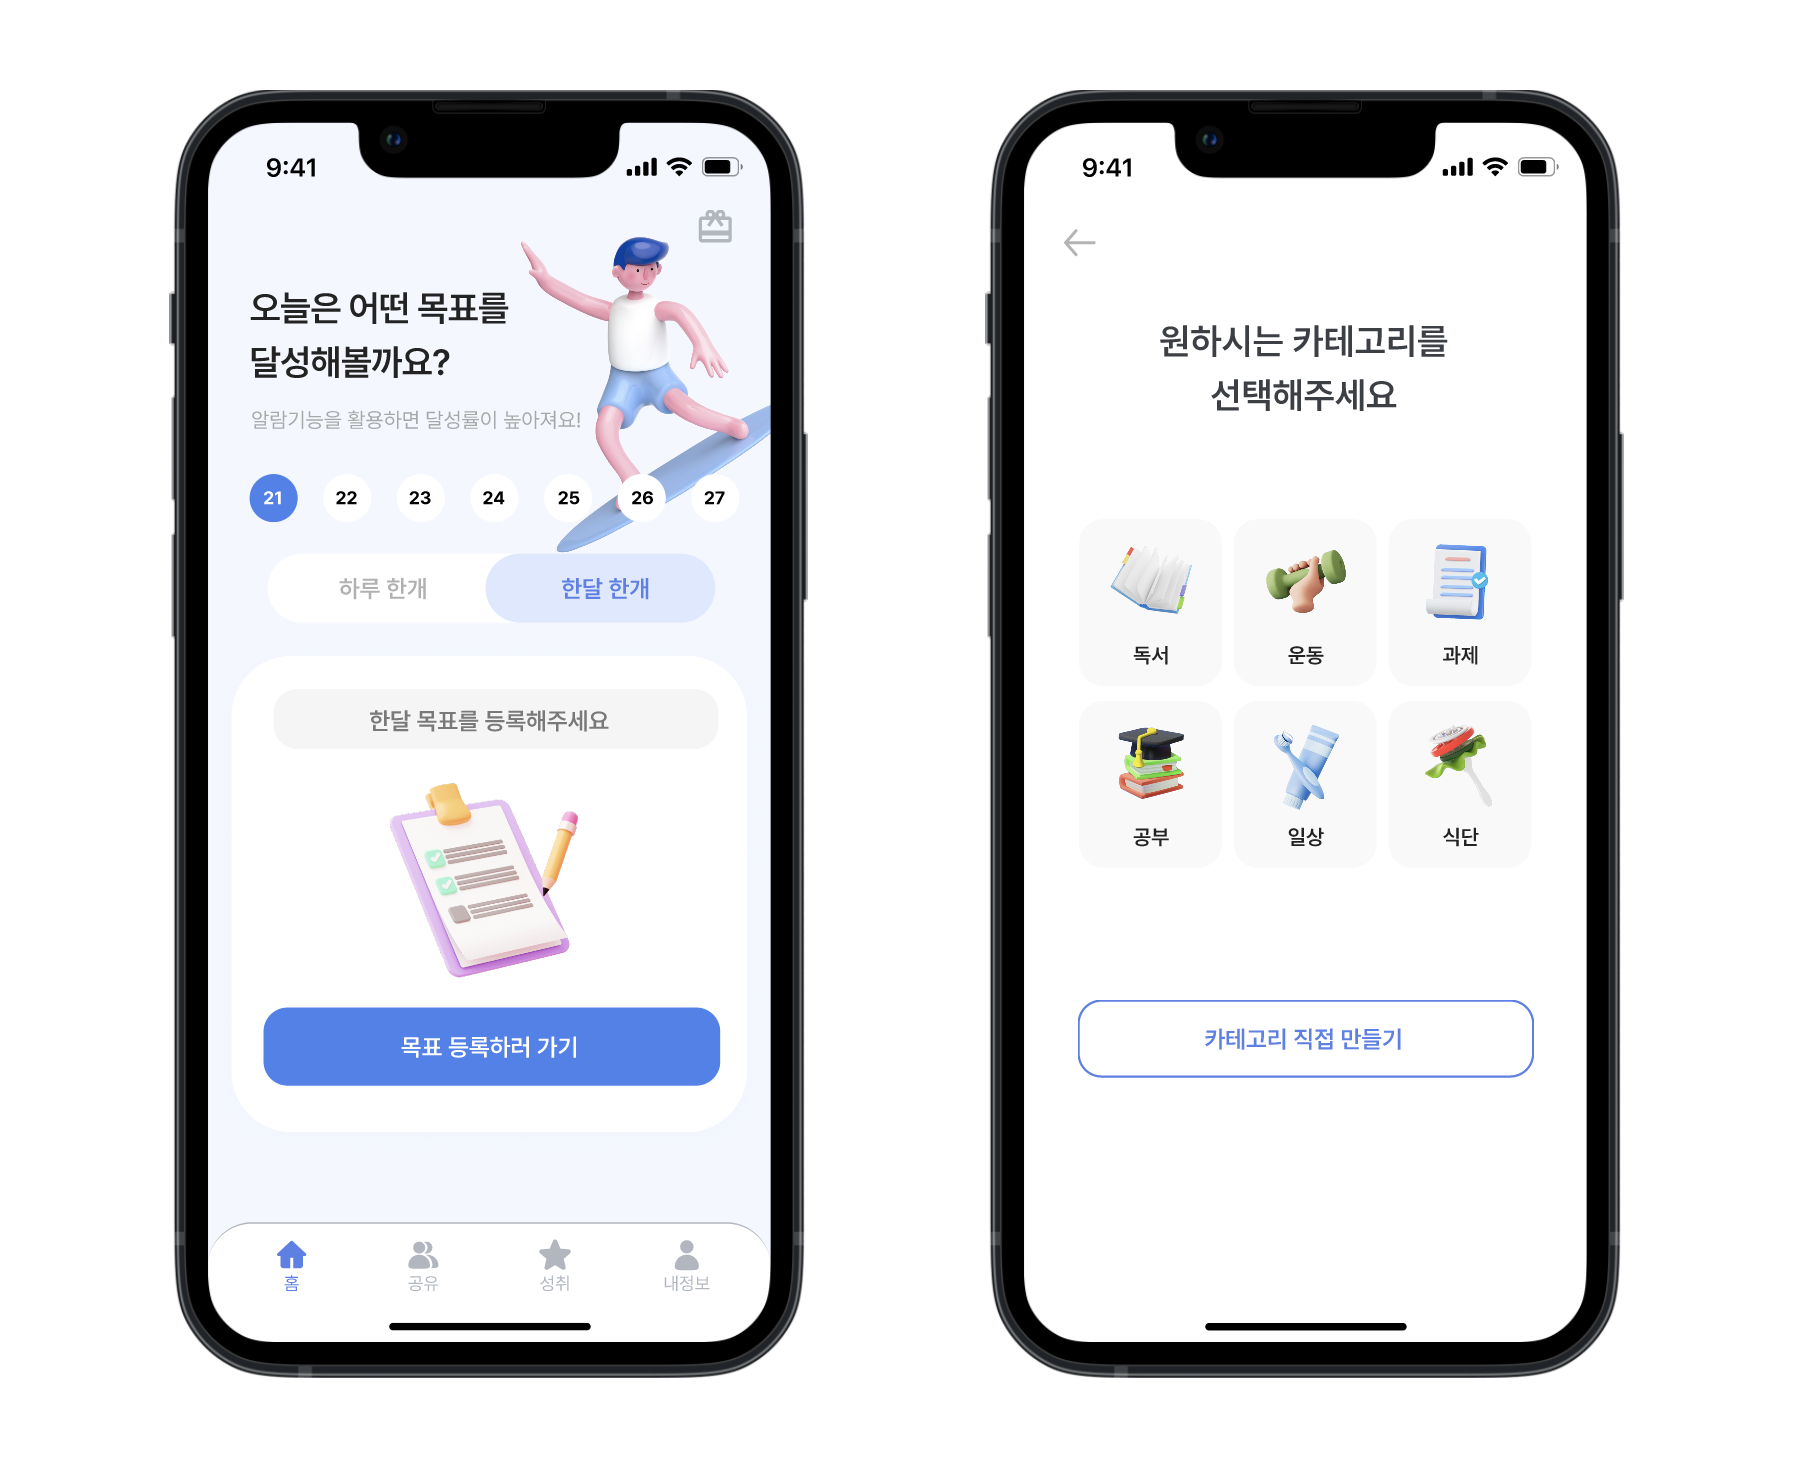 9:41
오늘은 어떤 목표를
달성해볼까요?
알람기능을 활용하면 달성률이 높아져요!
21 22 23 24 25 26 27
하루 한개 한달 한개
한달 목표를 등록해주세요
목표 등록하러 가기
홈 공유 성취 내정보
9:41
원하시는 카테고리를
선택해주세요
독서 운동 과제
공부 일상 식단
카테고리 직접 만들기